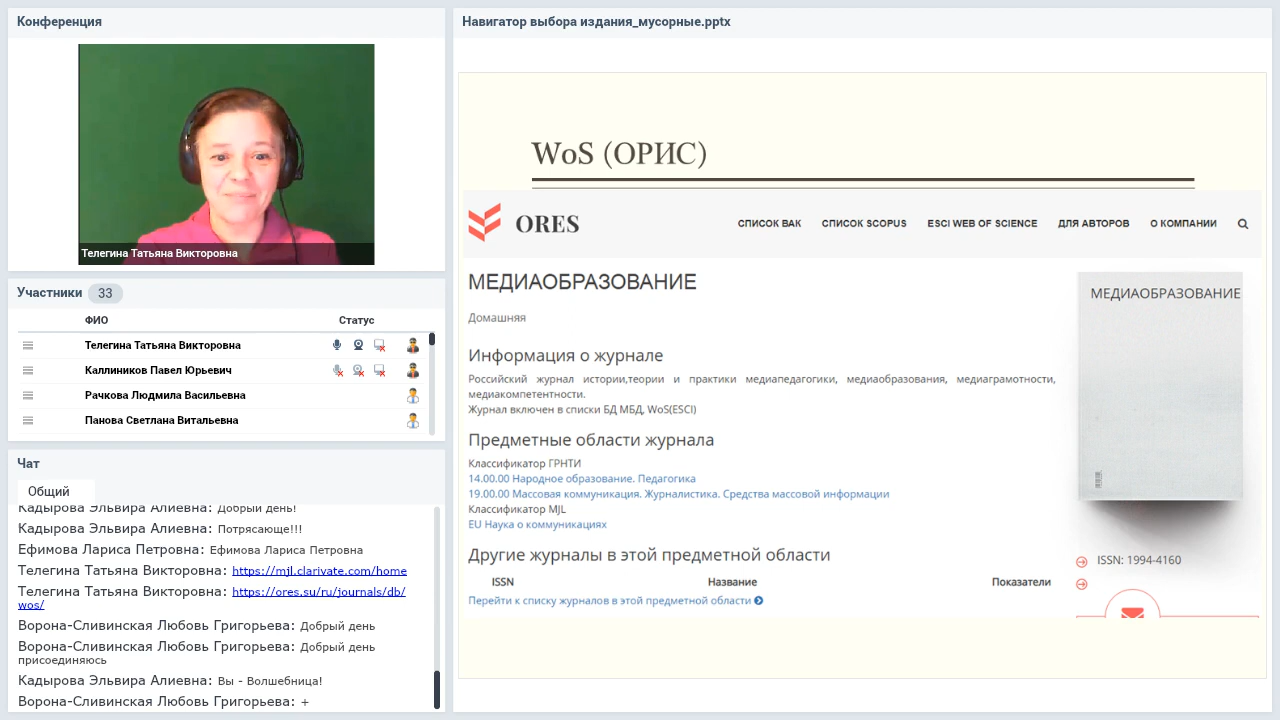 Конференция
Телегина Татьяна Викторовна
Участники 33
ФИО Статус
Телегина Татьяна Викторовна
Каллиников Павел Юрьевич
Рачкова Людмила Васильевна
Панова Светлана Витальевна
Чат
Общий
Кадырова Эльвира Алиевна: Добрый день!
Кадырова Эльвира Алиевна: Потрясающе!!!
Ефимова Лариса Петровна: Ефимова Лариса Петровна
Телегина Татьяна Викторовна: https://mjl.clarivate.com/home
Телегина Татьяна Викторовна: https://ores.su/ru/journals/db/
wos/
Ворона-Сливинская Любовь Григорьева: Добрый день
Ворона-Сливинская Любовь Григорьева: Добрый день
присоединяюсь
Кадырова Эльвира Алиевна: Вы - Волшебница!
Ворона-Сливинская Любовь Григорьева: +
Навигатор выбора издания_мусорные.pptx
WoS (ОРИС)
ORES СПИСОК ВАК СПИСОК SCOPUS ESCI WEB OF SCIENCE ДЛЯ АВТОРОВ О КОМПАНИИ
МЕДИАОБРАЗОВАНИЕ
Домашняя
Информация о журнале
Российский журнал истории,теории и практики медиапедагогики, медиаобразования, медиаграмотности,
медиакомпетентности.
Журнал включен в списки БД МБД, WoS(ESCI)
Предметные области журнала
Классификатор ГРНТИ
14.00.00 Народное образование. Педагогика
19.00.00 Массовая коммуникация. Журналистика. Средства массовой информации
Классификатор MJL
EU Наука о коммуникациях
Другие журналы в этой предметной области
ISSN Название Показатели
Перейти к списку журналов в этой предметной области
МЕДИАОБРАЗОВАНИЕ
ISSN: 1994-4160